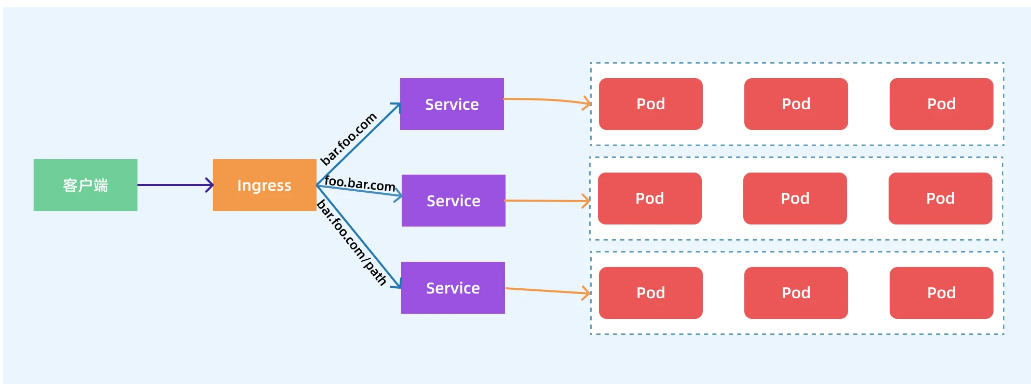 客户端
Ingress
bar.foo.com
foo.bar.com
bar.foo.com/path
Service
Pod
Pod
Pod
Service
Pod
Pod
Pod
Service
Pod
Pod
Pod